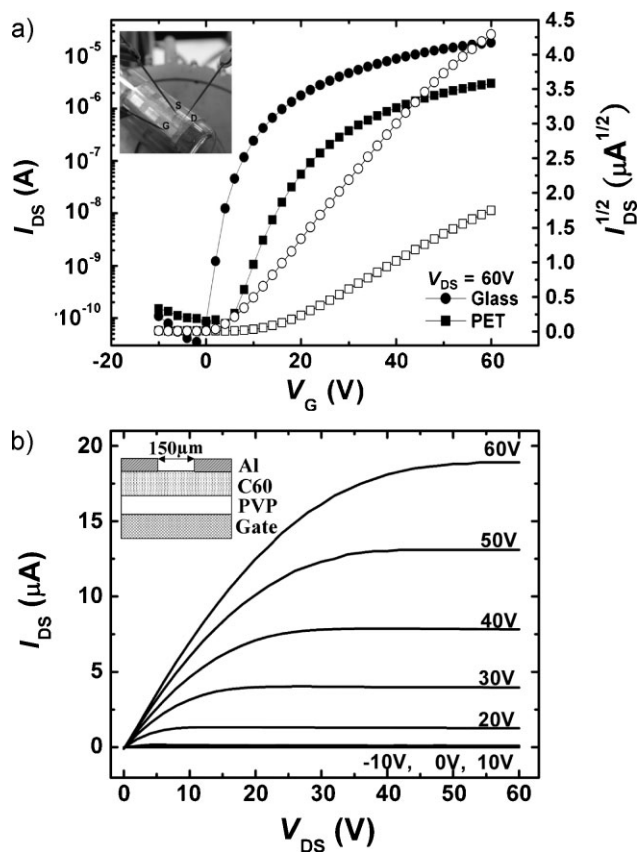 a)
S
D
G
10⁻⁵
10⁻⁶
10⁻⁷
10⁻⁸
10⁻⁹
10⁻¹⁰
I_DS (A)
4.5
4.0
3.5
3.0
2.5
2.0
1.5
1.0
0.5
0.0
I_DS^1/2 (μA^1/2)
V_DS = 60V
Glass
PET
-20 0 20 40 60
V_G (V)
b)
150μm
Al
C60
PVP
Gate
60V
50V
40V
30V
20V
-10V, 0V, 10V
20
15
10
5
0
I_DS (μA)
0 10 20 30 40 50 60
V_DS (V)